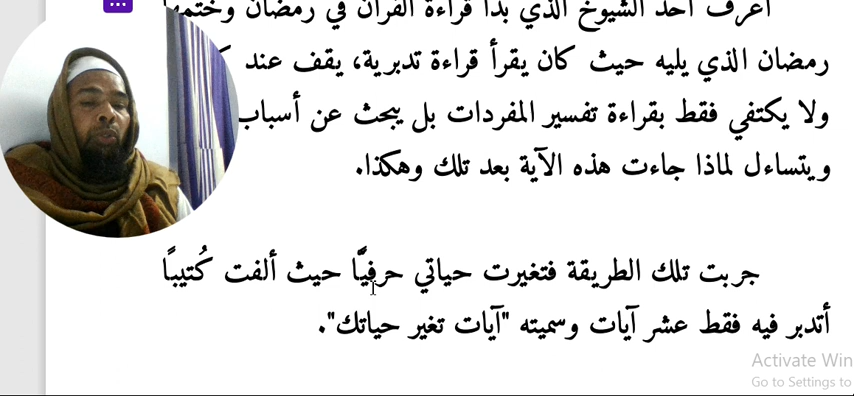 أعرف أحد الشيوخ الذي بدأ قراءة القرآن في رمضان وختمها
رمضان الذي يليه حيث كان يقرأ قراءة تدبرية، يقف عند
ولا يكتفي فقط بقراءة تفسير المفردات بل يبحث عن أسباب
ويتساءل لماذا جاءت هذه الآية بعد تلك وهكذا.
جربت تلك الطريقة فتغيرت حياتي حرفيًّا حيث ألفت كُتيبًا
أتدبر فيه فقط عشر آيات وسميته "آيات تغير حياتك".
Activate Win
Go to Settings to